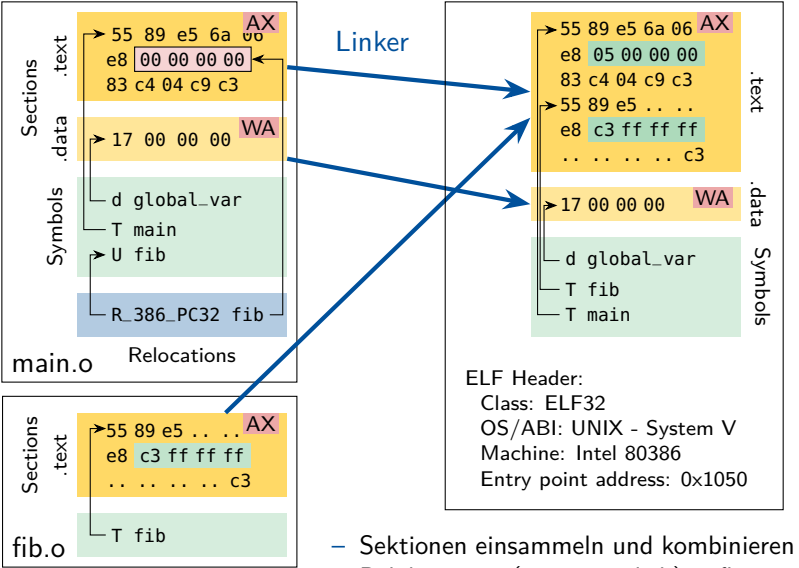 Sections
.text
AX
55 89 e5 6a 06
e8 00 00 00 00
83 c4 04 c9 c3
.data
WA
17 00 00 00
Symbols
d global_var
T main
U fib
R_386_PC32 fib
main.o
Relocations
Sections
.text
AX
55 89 e5 .. ..
e8 c3 ff ff ff
.. .. .. .. c3
T fib
fib.o
Linker
AX
55 89 e5 6a 06
e8 05 00 00 00
83 c4 04 c9 c3
55 89 e5 .. ..
e8 c3 ff ff ff
.. .. .. .. c3
.text
WA
17 00 00 00
.data
d global_var
T fib
T main
Symbols
ELF Header:
Class: ELF32
OS/ABI: UNIX - System V
Machine: Intel 80386
Entry point address: 0x1050
– Sektionen einsammeln und kombinieren